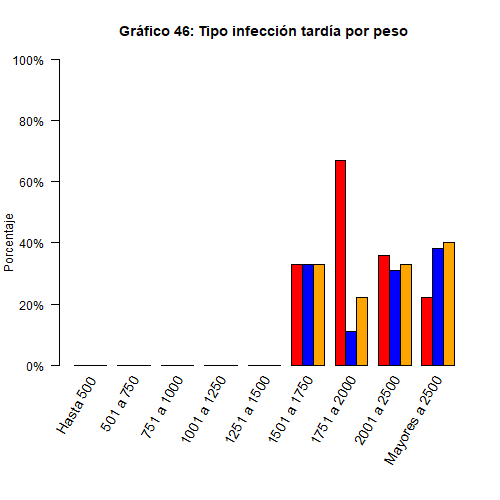 Gráfico 46: Tipo infección tardía por peso
Porcentaje
100%
80%
60%
40%
20%
0%
Hasta 500
501 a 750
751 a 1000
1001 a 1250
1251 a 1500
1501 a 1750
1751 a 2000
2001 a 2500
Mayores a 2500